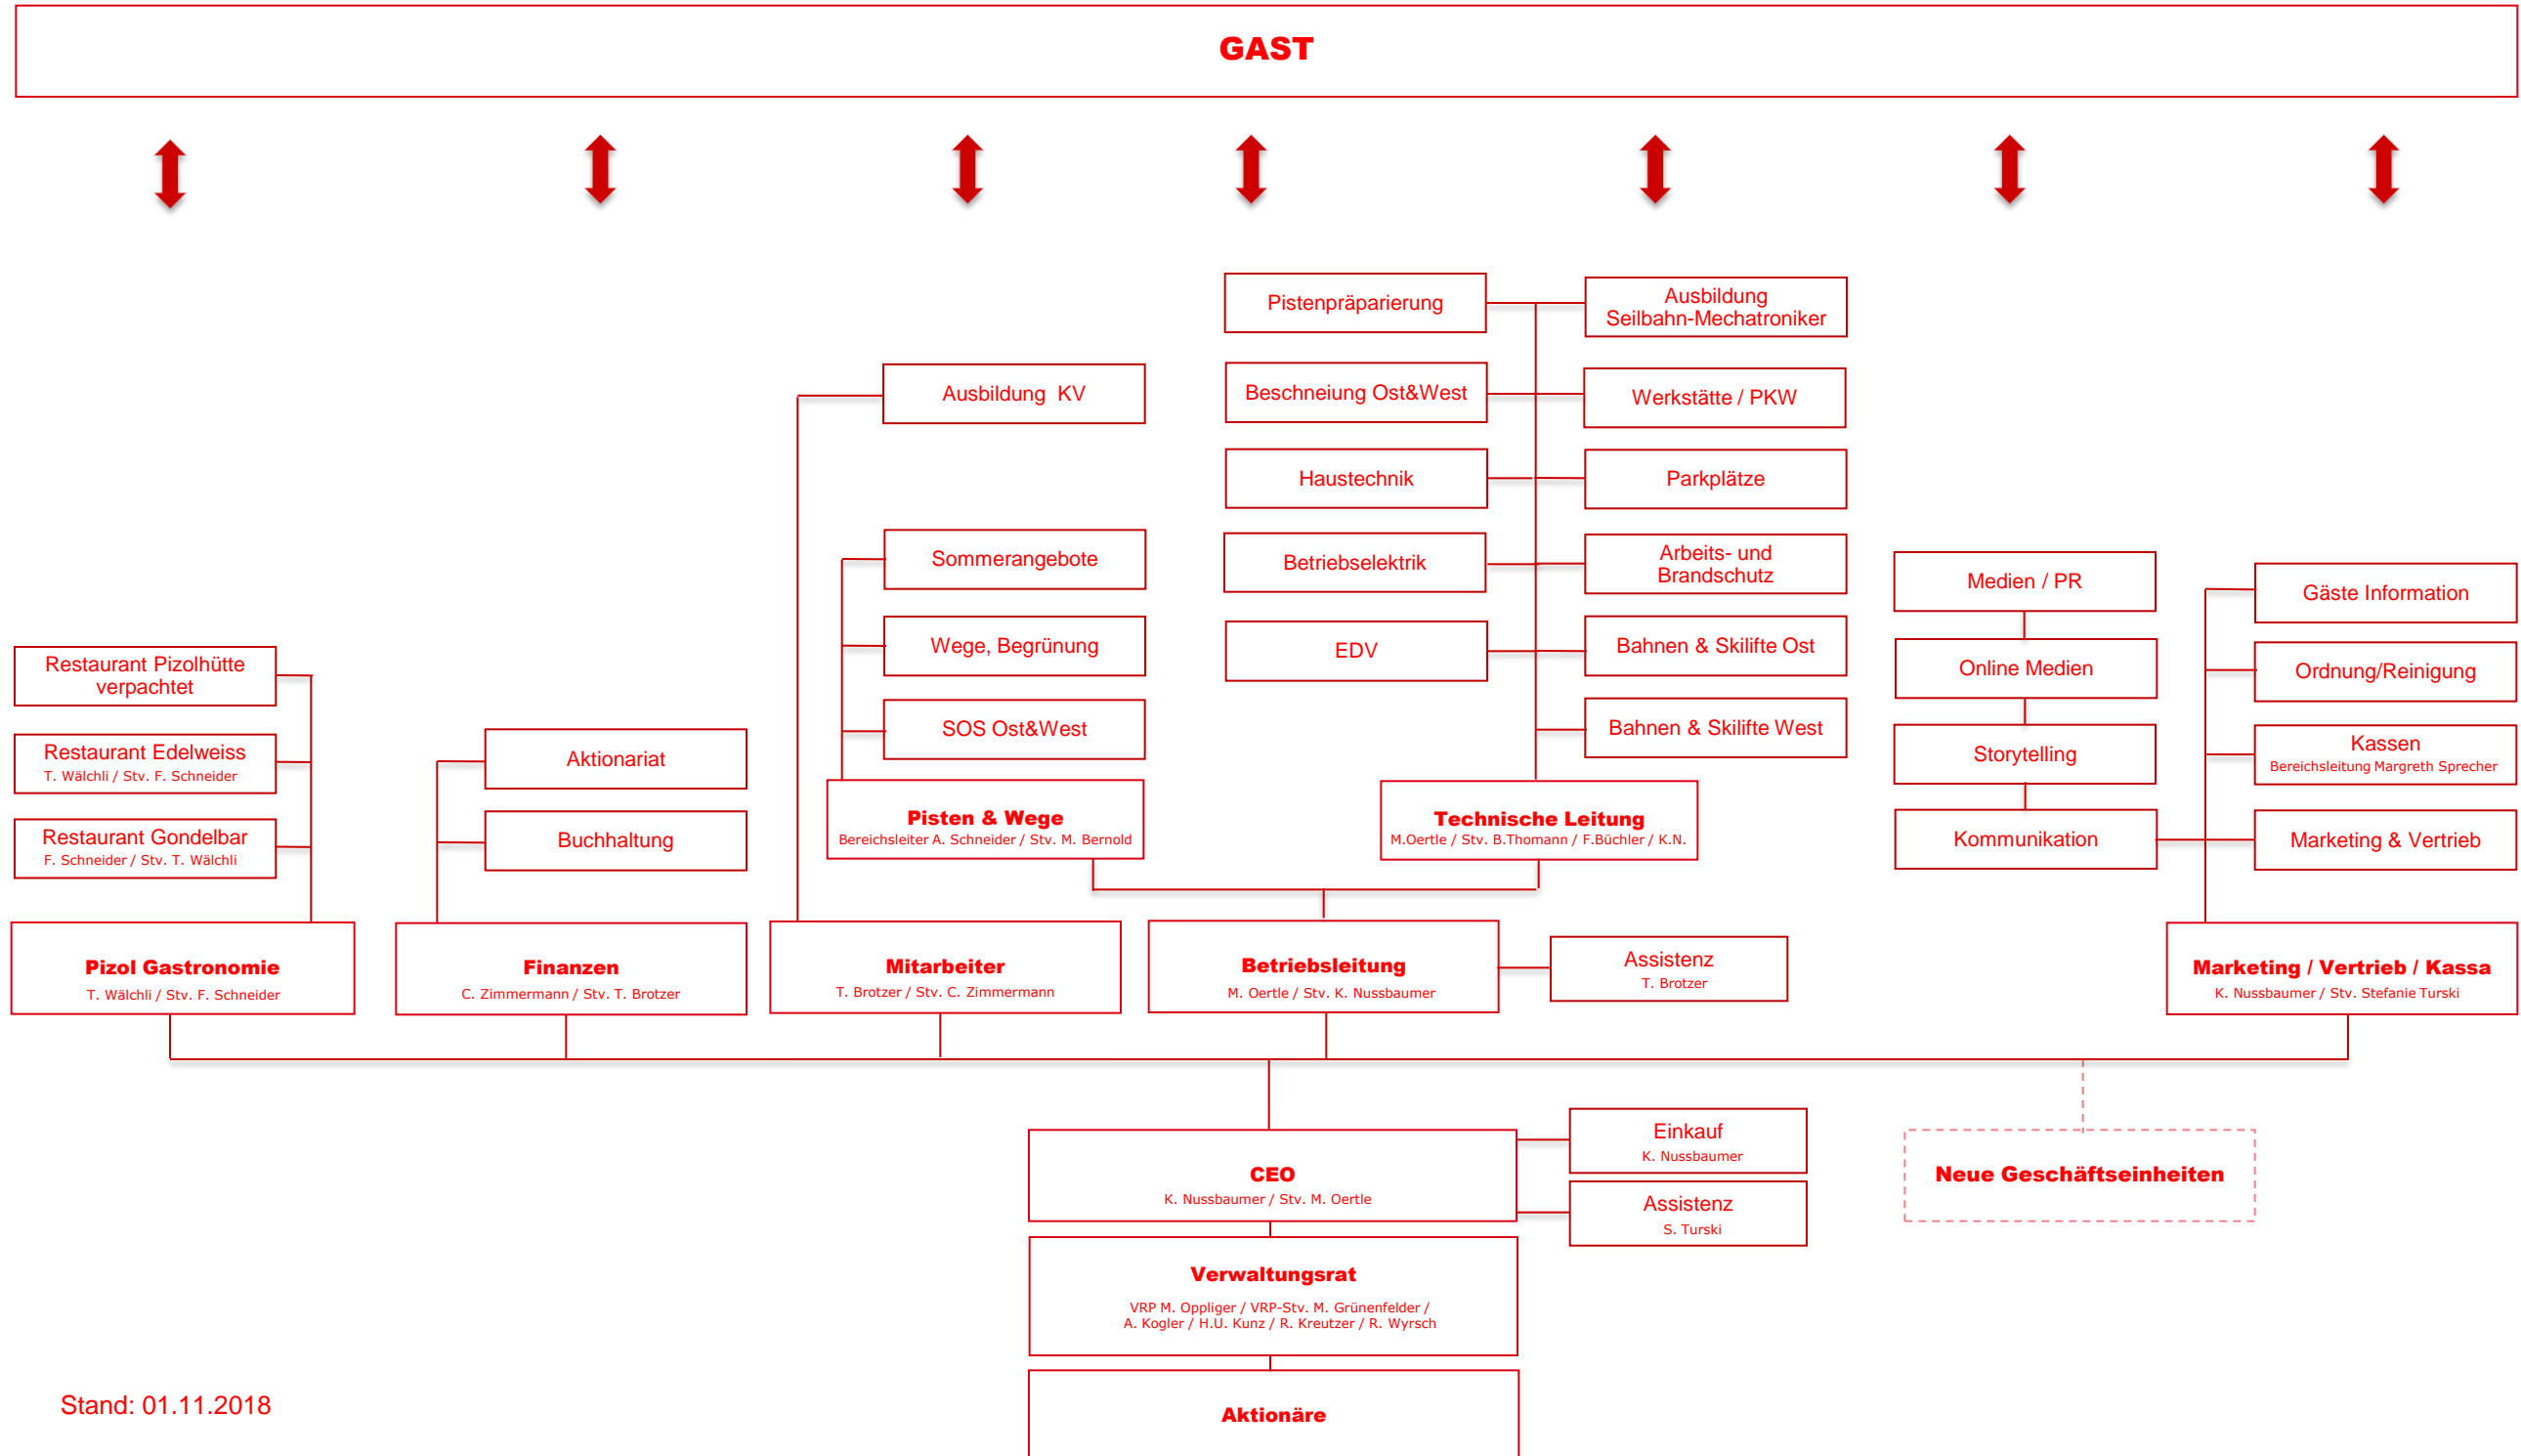 GAST
Pistenpräparierung
Ausbildung
Seilbahn-Mechatroniker
Ausbildung KV
Beschneiung Ost&West
Werkstätte / PKW
Haustechnik
Parkplätze
Sommerangebote
Betriebselektrik
Arbeits- und
Brandschutz
Medien / PR
Gäste Information
Wege, Begrünung
EDV
Bahnen & Skilifte Ost
Restaurant Pizolhütte
verpachtet
Online Medien
Ordnung/Reinigung
SOS Ost&West
Bahnen & Skilifte West
Restaurant Edelweiss
T. Wälchli / Stv. F. Schneider
Aktionariat
Storytelling
Kassen
Bereichsleitung Margreth Sprecher
Restaurant Gondelbar
F. Schneider / Stv. T. Wälchli
Buchhaltung
Pisten & Wege
Bereichsleiter A. Schneider / Stv. M. Bernold
Technische Leitung
M.Oertle / Stv. B.Thomann / F.Büchler / K.N.
Kommunikation
Marketing & Vertrieb
Pizol Gastronomie
T. Wälchli / Stv. F. Schneider
Finanzen
C. Zimmermann / Stv. T. Brotzer
Mitarbeiter
T. Brotzer / Stv. C. Zimmermann
Betriebsleitung
M. Oertle / Stv. K. Nussbaumer
Assistenz
T. Brotzer
Marketing / Vertrieb / Kassa
K. Nussbaumer / Stv. Stefanie Turski
CEO
K. Nussbaumer / Stv. M. Oertle
Einkauf
K. Nussbaumer
Assistenz
S. Turski
Neue Geschäftseinheiten
Verwaltungsrat
VRP M. Oppliger / VRP-Stv. M. Grünenfelder /
A. Kogler / H.U. Kunz / R. Kreutzer / R. Wyrsch
Aktionäre
Stand: 01.11.2018